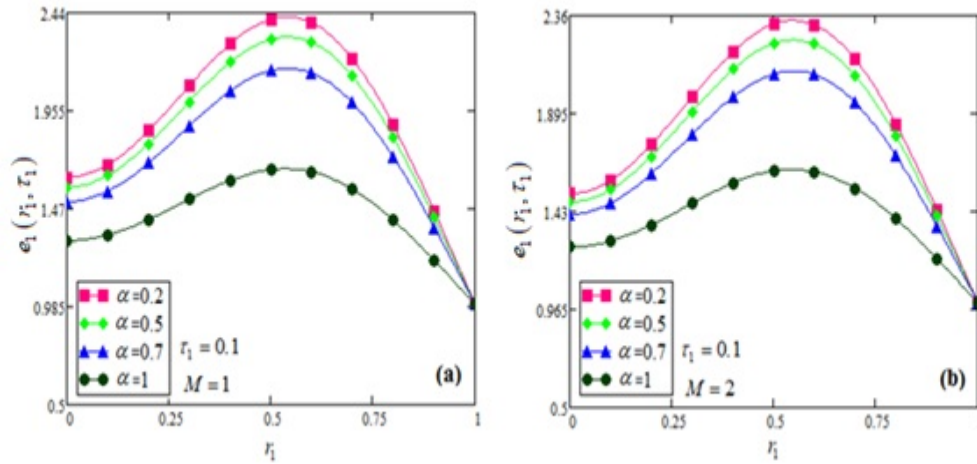 2.44
1.955
1.47
0.985
0.5
e₁(r₁, τ₁)
α=0.2
α=0.5
α=0.7
α=1
τ₁ = 0.1
M = 1
(a)
0 0.25 0.5 0.75 1
r₁
2.36
1.895
1.43
0.965
0.5
e₁(r₁, τ₁)
α=0.2
α=0.5
α=0.7
α=1
τ₁ = 0.1
M = 2
(b)
0 0.25 0.5 0.75 1
r₁